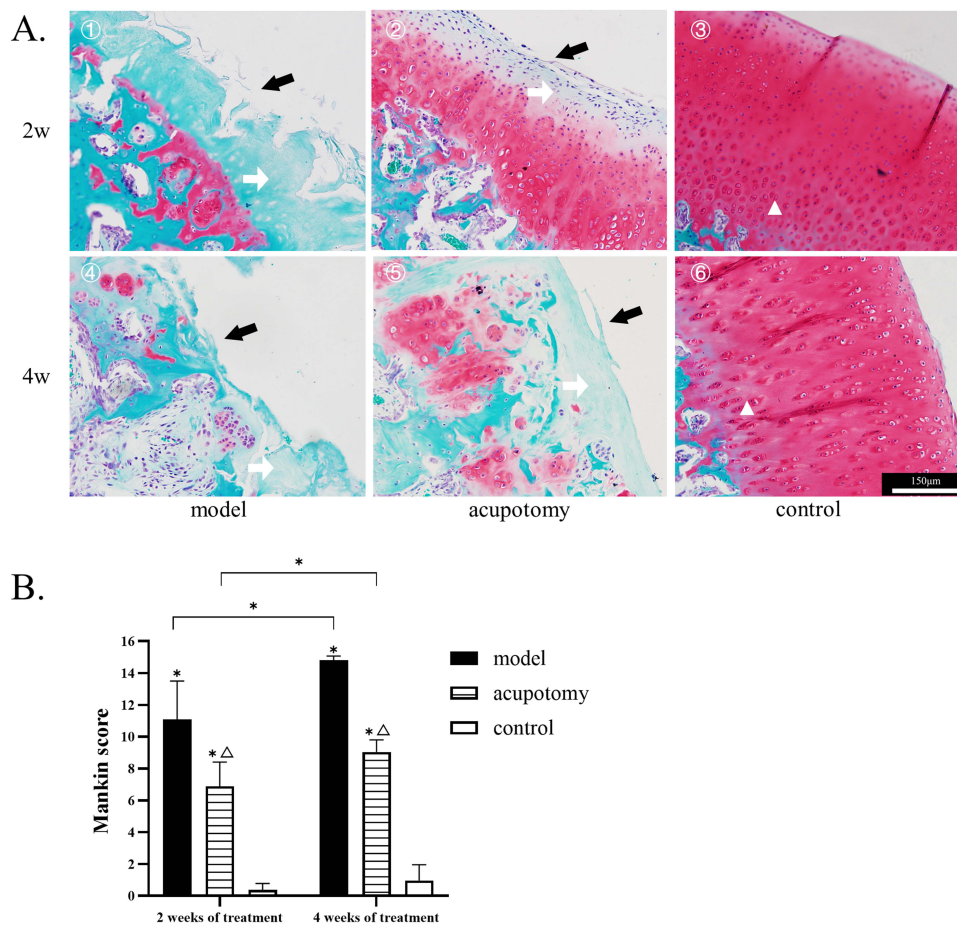 A.
① ② ③
2w
④ ⑤ ⑥
4w
150μm
model acupotomy control
B.
*
*
Mankin score
16
14
12
10
8
6
4
2
0
* * △ * * △
model
acupotomy
control
2 weeks of treatment 4 weeks of treatment